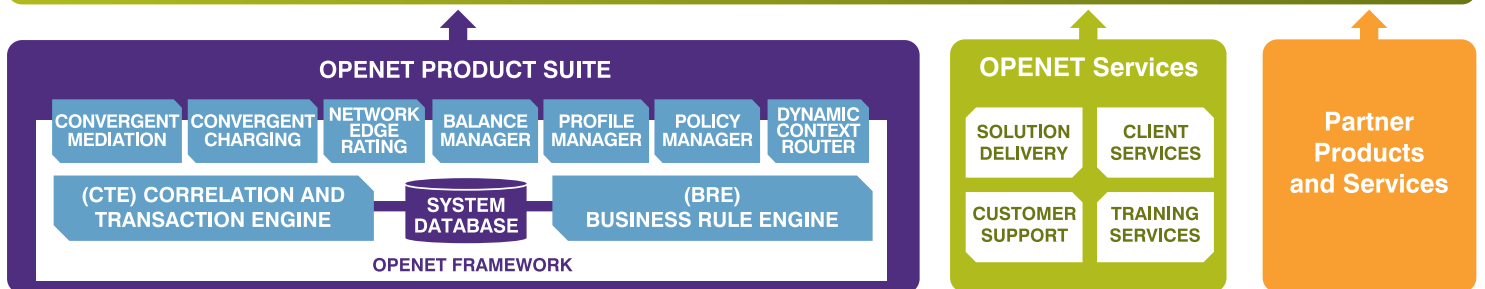 OPENET PRODUCT SUITE
CONVERGENT
MEDIATION
CONVERGENT
CHARGING
NETWORK
EDGE
RATING
BALANCE
MANAGER
PROFILE
MANAGER
POLICY
MANAGER
DYNAMIC
CONTEXT
ROUTER
(CTE) CORRELATION AND
TRANSACTION ENGINE
SYSTEM
DATABASE
(BRE)
BUSINESS RULE ENGINE
OPENET FRAMEWORK
OPENET Services
SOLUTION
DELIVERY
CLIENT
SERVICES
CUSTOMER
SUPPORT
TRAINING
SERVICES
Partner
Products
and Services